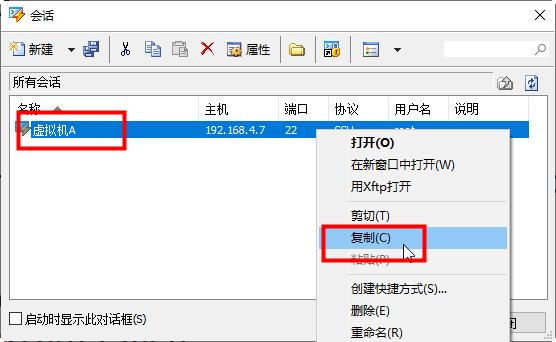 会话
新建 属性
所有会话
名称 主机 端口 协议 用户名 说明
虚拟机A 192.168.4.7 22
打开(O)
在新窗口中打开(W)
用Xftp打开
剪切(T)
复制(C)
粘贴(P)
创建快捷方式(S)...
删除(E)
重命名(R)
启动时显示此对话框(S)
闭